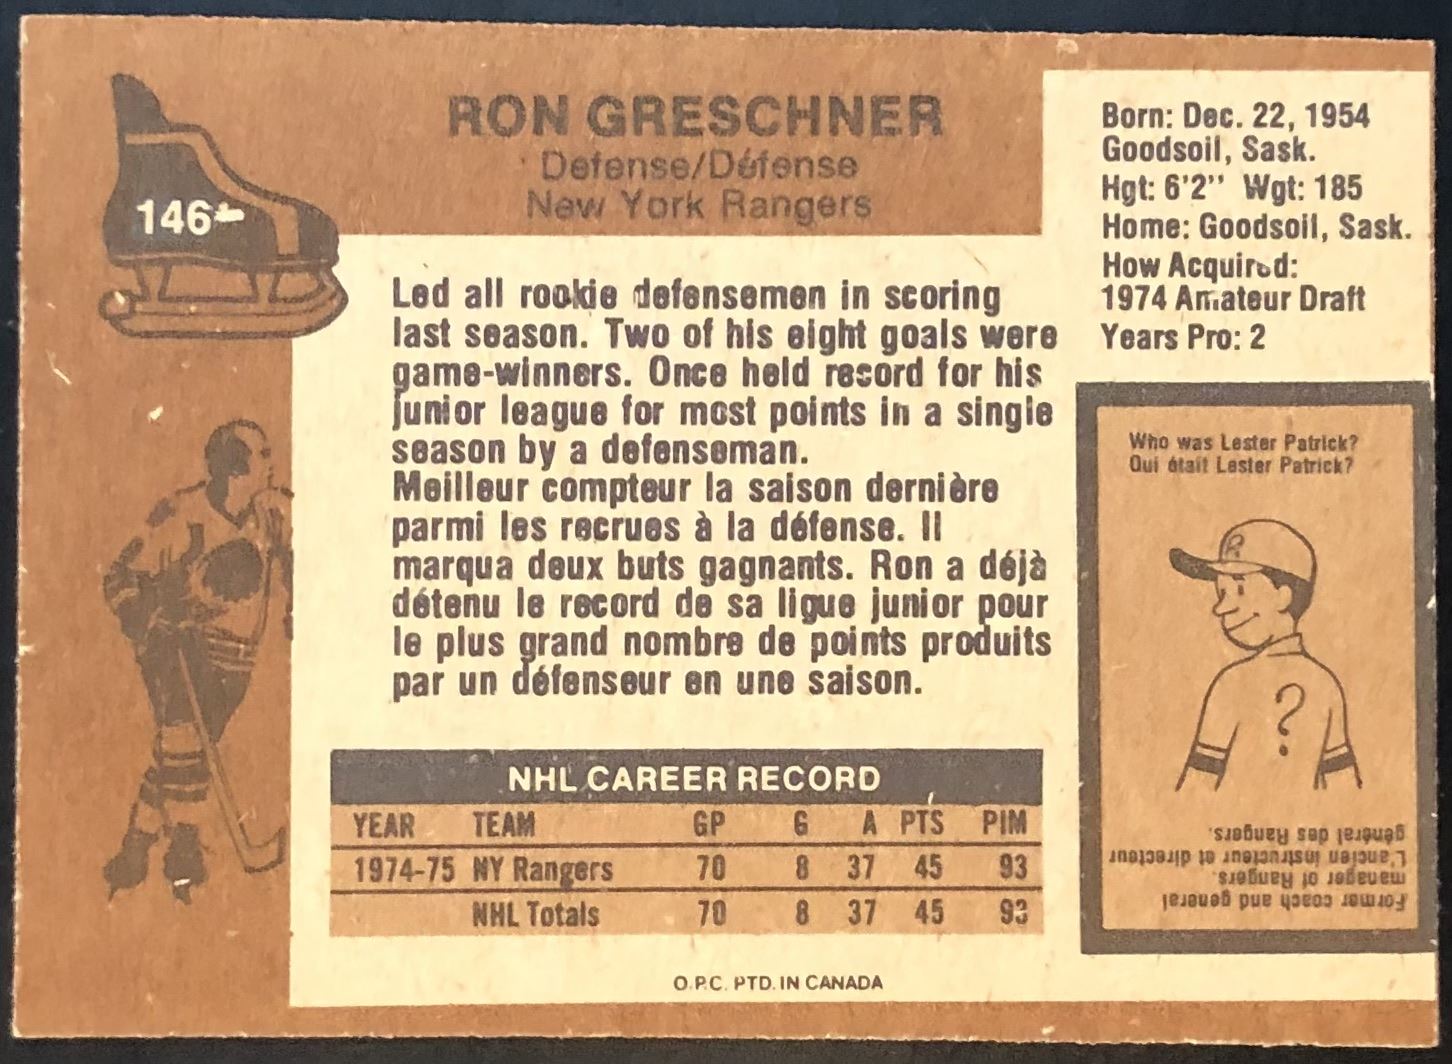 146
RON GRESCHNER
Defense/Défense
New York Rangers
Born: Dec. 22, 1954
Goodsoil, Sask.
Hgt: 6'2" Wgt: 185
Home: Goodsoil, Sask.
How Acquired:
1974 Amateur Draft
Years Pro: 2
Led all rookie defensemen in scoring
last season. Two of his eight goals were
game-winners. Once held record for his
junior league for most points in a single
season by a defenseman.
Meilleur compteur la saison dernière
parmi les recrues à la défense. Il
marqua deux buts gagnants. Ron a déjà
détenu le record de sa ligue junior pour
le plus grand nombre de points produits
par un défenseur en une saison.
Who was Lester Patrick?
Qui était Lester Patrick?
R
?
Former coach and general
manager of Rangers.
L'ancien instructeur et directeur
général des Rangers.
NHL CAREER RECORD
YEAR TEAM GP G A PTS PIM
1974-75 NY Rangers 70 8 37 45 93
NHL Totals 70 8 37 45 93
O.P.C. PTD. IN CANADA